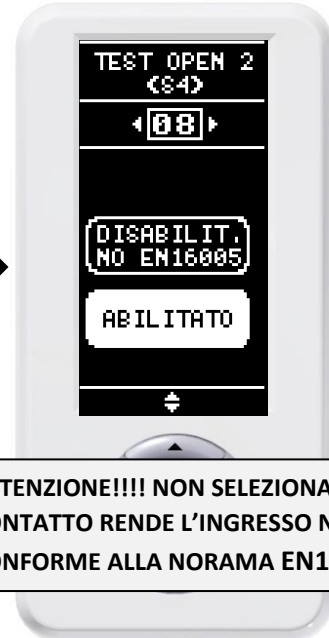 TEST OPEN 2
(S4)
08
DISABILIT.
NO EN16005
ABILITATO
TENZIONE!!!! NON SELEZIONA
ONTATTO RENDE L'INGRESSO N
ONFORME ALLA NORAMA EN1